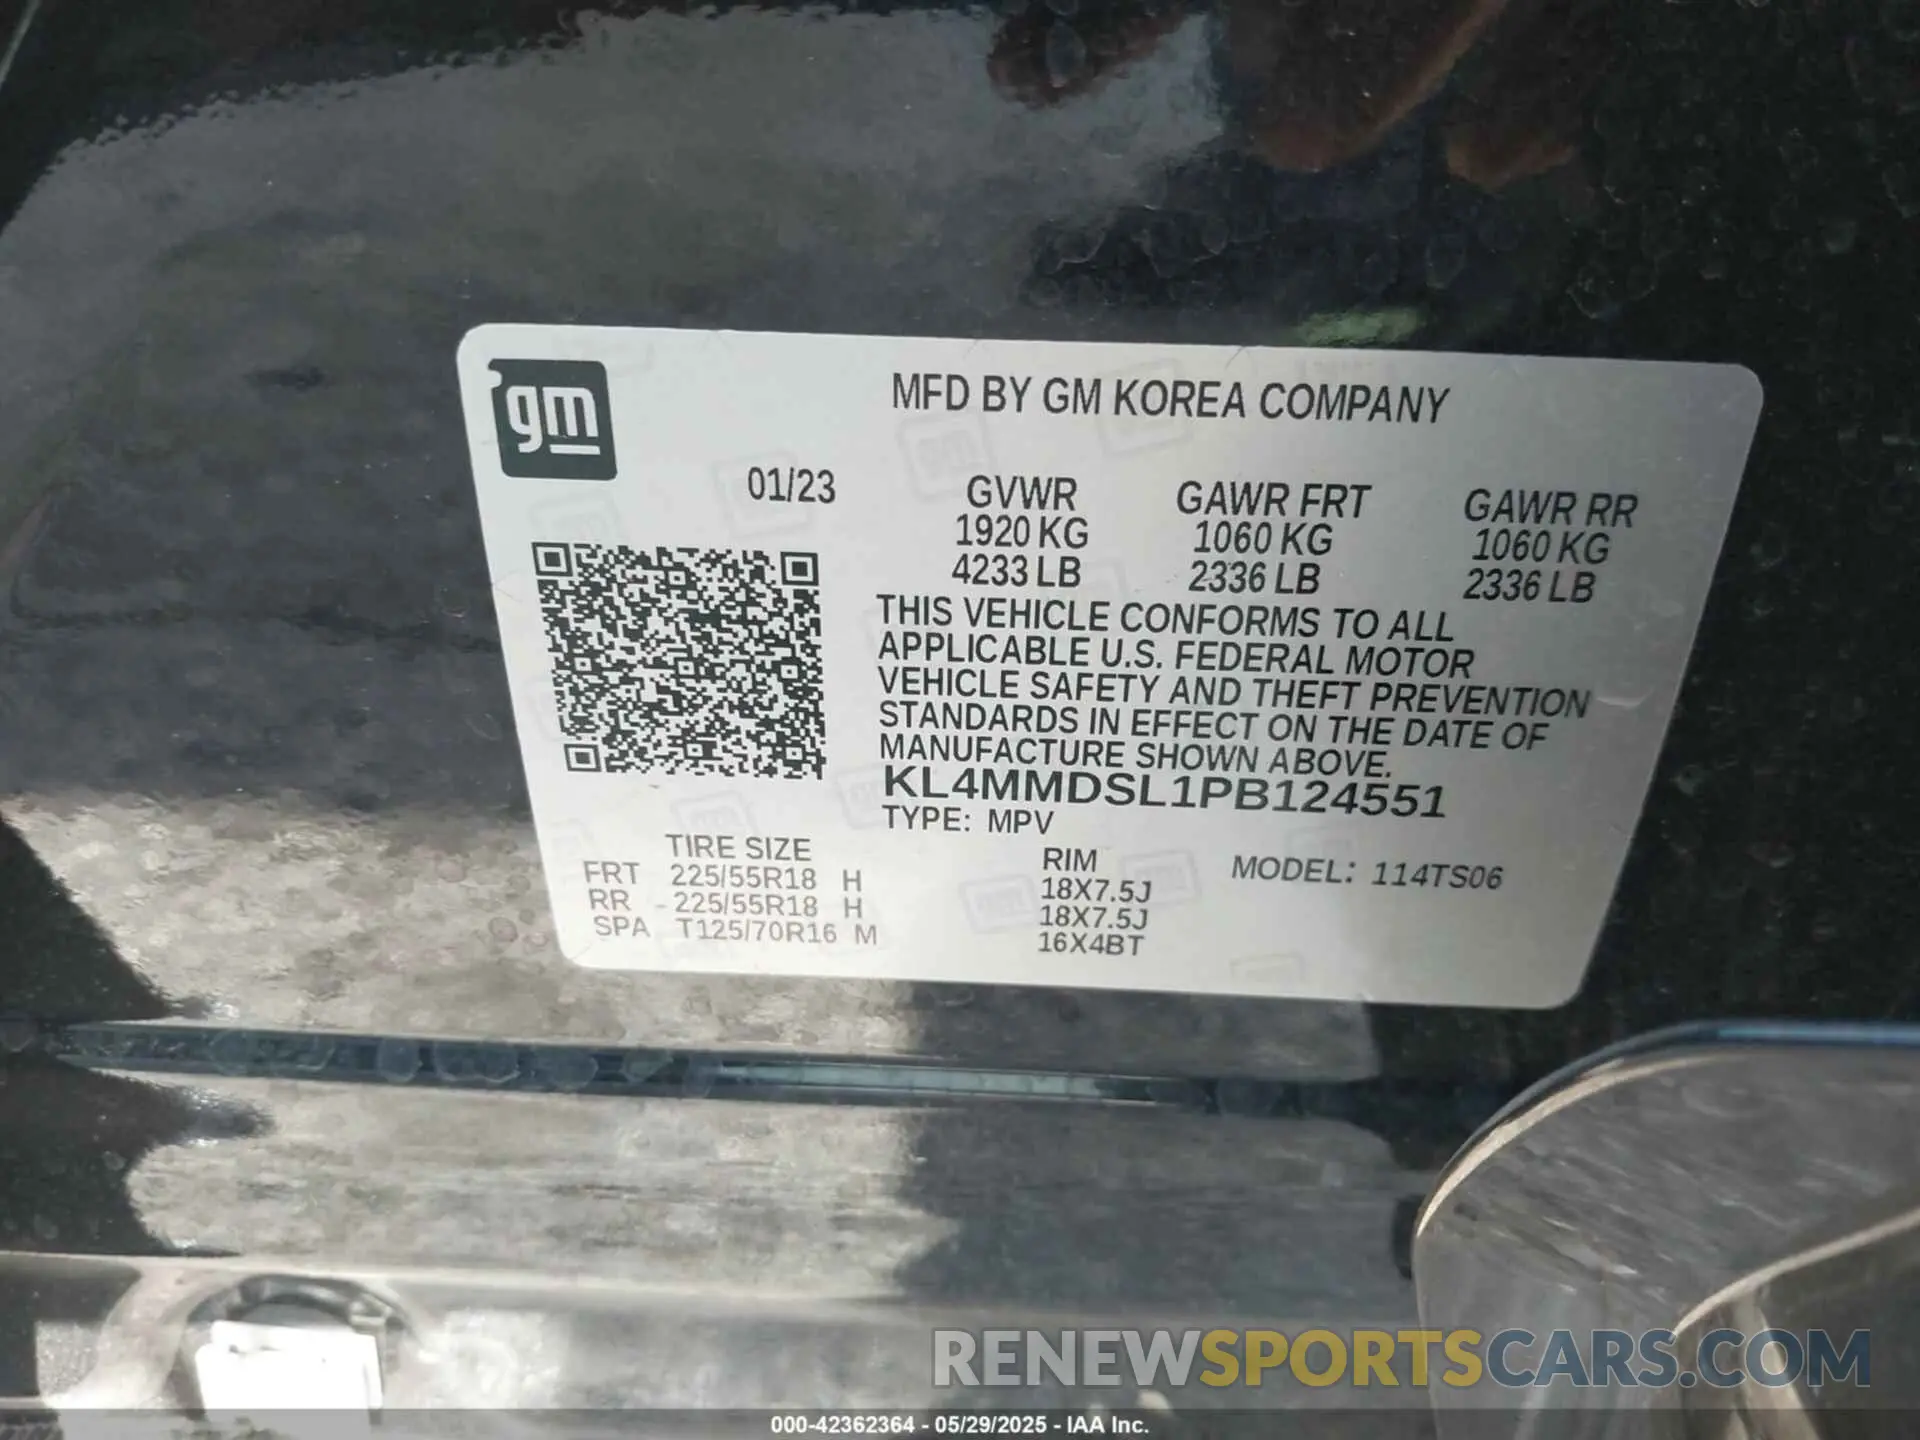 gm
MFD BY GM KOREA COMPANY
01/23
GVWR GAWR FRT GAWR RR
1920 KG 1060 KG 1060 KG
4233 LB 2336 LB 2336 LB
THIS VEHICLE CONFORMS TO ALL
APPLICABLE U.S. FEDERAL MOTOR
VEHICLE SAFETY AND THEFT PREVENTION
STANDARDS IN EFFECT ON THE DATE OF
MANUFACTURE SHOWN ABOVE.
KL4MMDSL1PB124551
TYPE: MPV
TIRE SIZE RIM MODEL: 114TS06
FRT 225/55R18 H 18X7.5J
RR - 225/55R18 H 18X7.5J
SPA T125/70R16 M 16X4BT
RENEWSPORTSCARS.COM
000-42362364 - 05/29/2025 - IAA Inc.